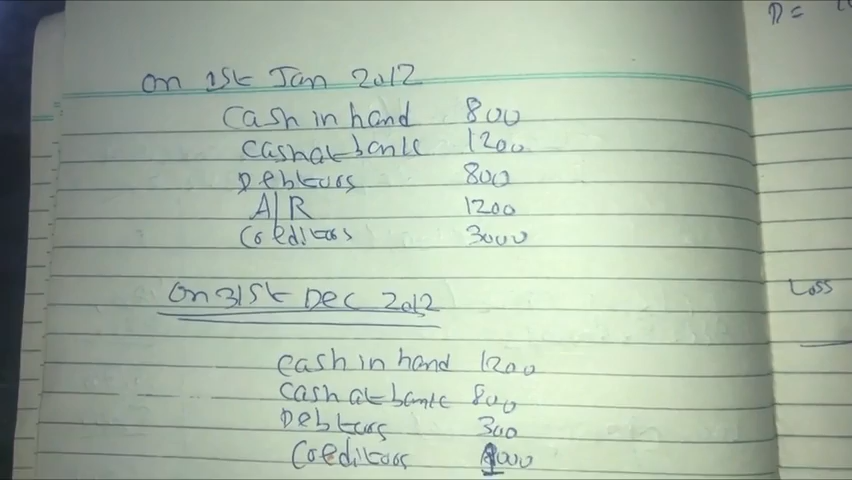 On 1st Jan 2012
Cash in hand 800
Cash at bank 1200
Debtors 800
A/R 1200
Creditors 3000
On 31st Dec 2012
Cash in hand 1200
Cash at bank 800
Debtors 300
Creditors 1000
Loss